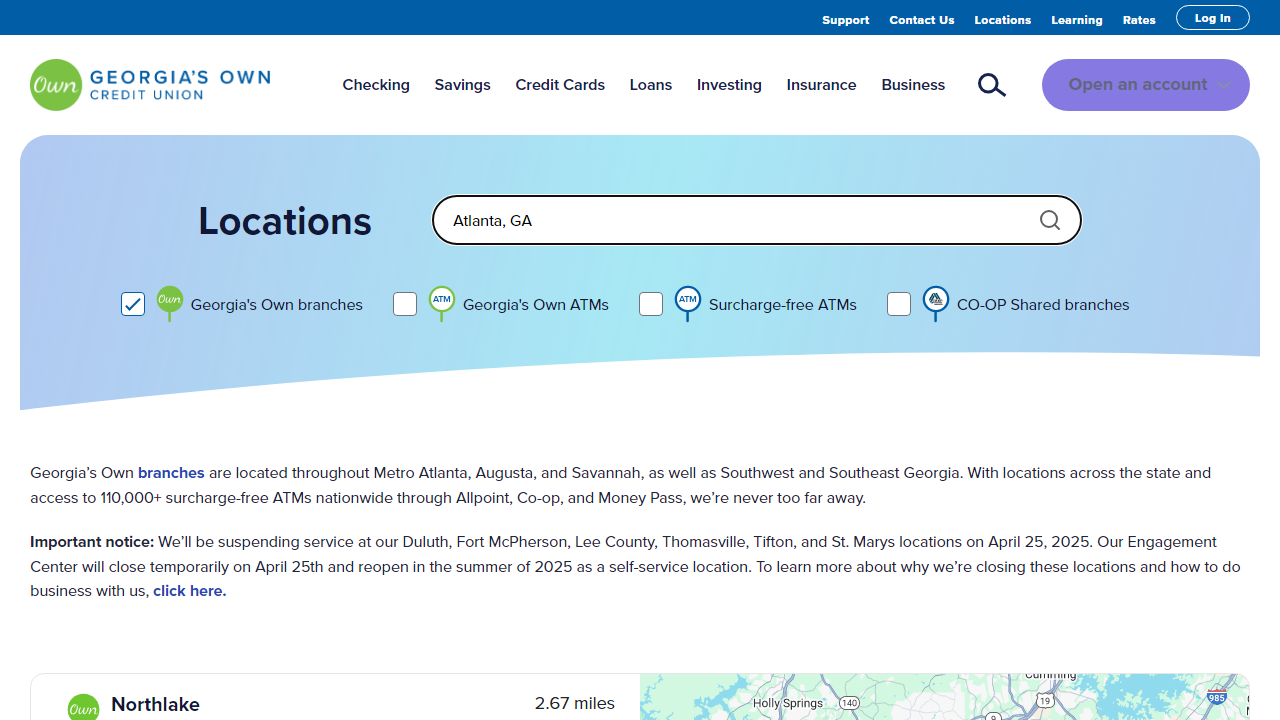 Support Contact Us Locations Learning Rates Log In
Own GEORGIA'S OWN
CREDIT UNION
Checking Savings Credit Cards Loans Investing Insurance Business Open an account
Locations
Atlanta, GA
Own Georgia's Own branches ATM Georgia's Own ATMs ATM Surcharge-free ATMs CO-OP Shared branches
Georgia’s Own branches are located throughout Metro Atlanta, Augusta, and Savannah, as well as Southwest and Southeast Georgia. With locations across the state and
access to 110,000+ surcharge-free ATMs nationwide through Allpoint, Co-op, and Money Pass, we’re never too far away.
Important notice: We’ll be suspending service at our Duluth, Fort McPherson, Lee County, Thomasville, Tifton, and St. Marys locations on April 25, 2025. Our Engagement
Center will close temporarily on April 25th and reopen in the summer of 2025 as a self-service location. To learn more about why we’re closing these locations and how to do
business with us, click here.
Own Northlake 2.67 miles
Cumming
Holly Springs 140 19 985
9